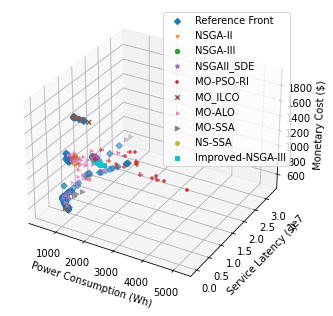 Reference Front
NSGA-II
NSGA-III
NSGAII_SDE
MO-PSO-RI
MO_ILCO
MO-ALO
MO-SSA
NS-SSA
Improved-NSGA-III
1800
1600
1400
1200
1000
800
600
Monetary Cost ($)
1000
2000
3000
4000
5000
Power Consumption (Wh)
0.0
0.5
1.0
1.5
2.0
2.5
3.0
1e7
Service Latency (s)